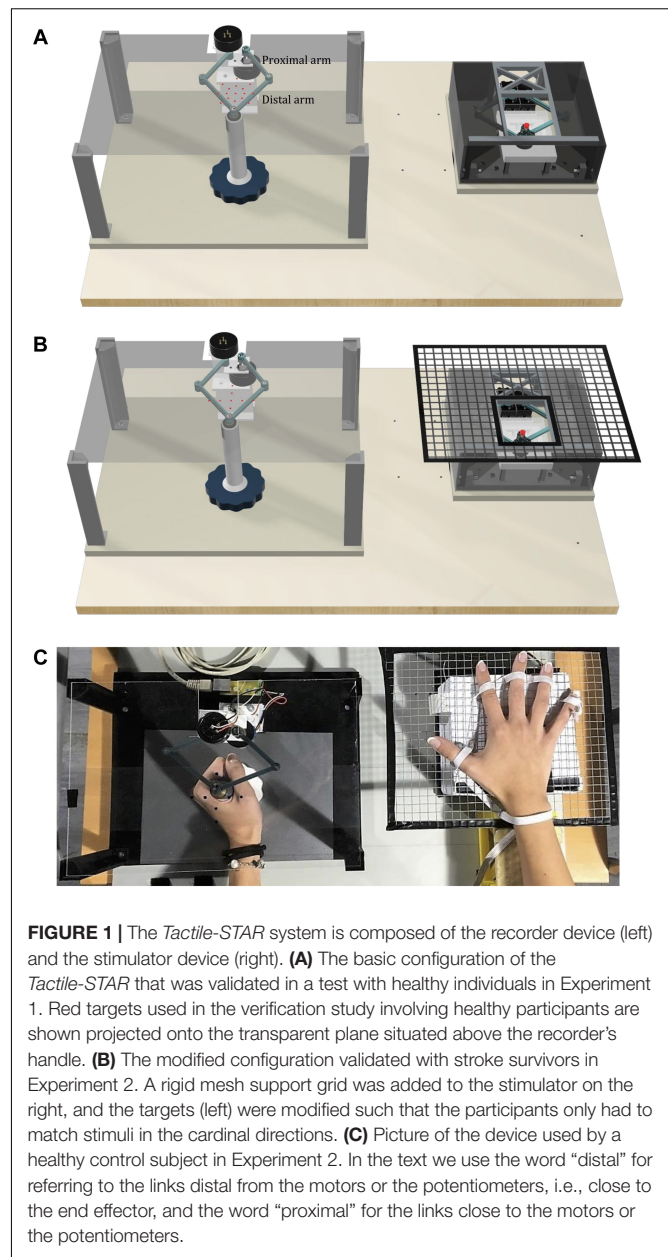 A
Proximal arm
Distal arm
B
C
FIGURE 1 | The Tactile-STAR system is composed of the recorder device (left)
and the stimulator device (right). (A) The basic configuration of the
Tactile-STAR that was validated in a test with healthy individuals in Experiment
1. Red targets used in the verification study involving healthy participants are
shown projected onto the transparent plane situated above the recorder’s
handle. (B) The modified configuration validated with stroke survivors in
Experiment 2. A rigid mesh support grid was added to the stimulator on the
right, and the targets (left) were modified such that the participants only had to
match stimuli in the cardinal directions. (C) Picture of the device used by a
healthy control subject in Experiment 2. In the text we use the word “distal” for
referring to the links distal from the motors or the potentiometers, i.e., close to
the end effector, and the word “proximal” for the links close to the motors or
the potentiometers.